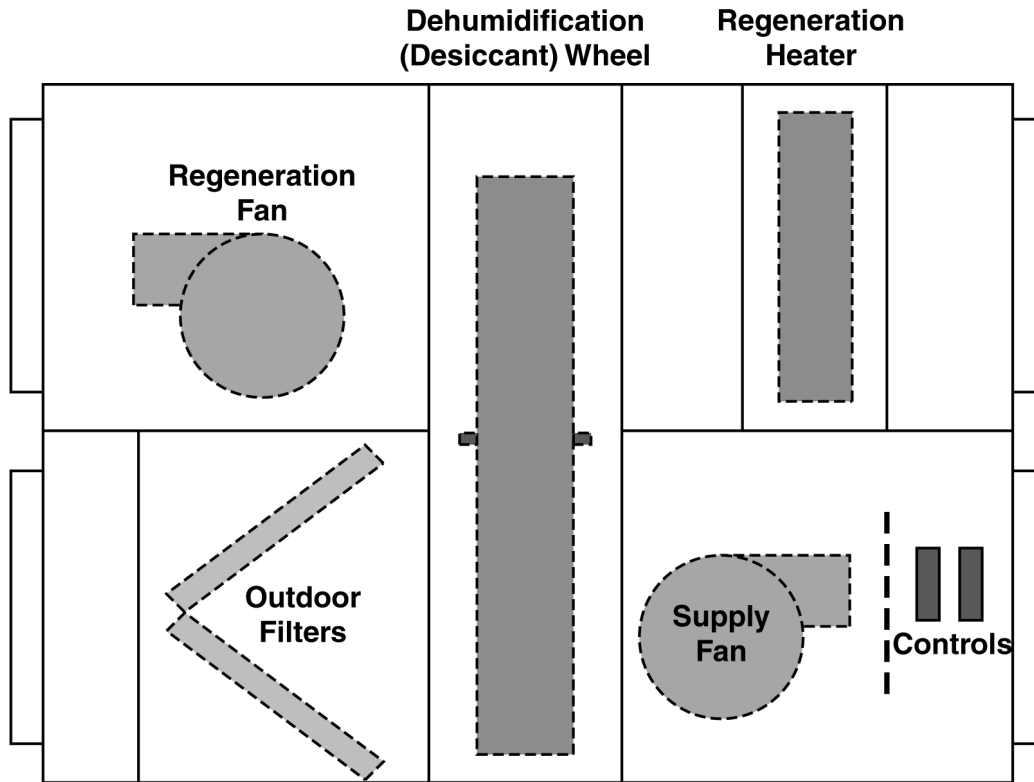 Dehumidification
(Desiccant) Wheel
Regeneration
Heater
Regeneration
Fan
Outdoor
Filters
Supply
Fan
Controls